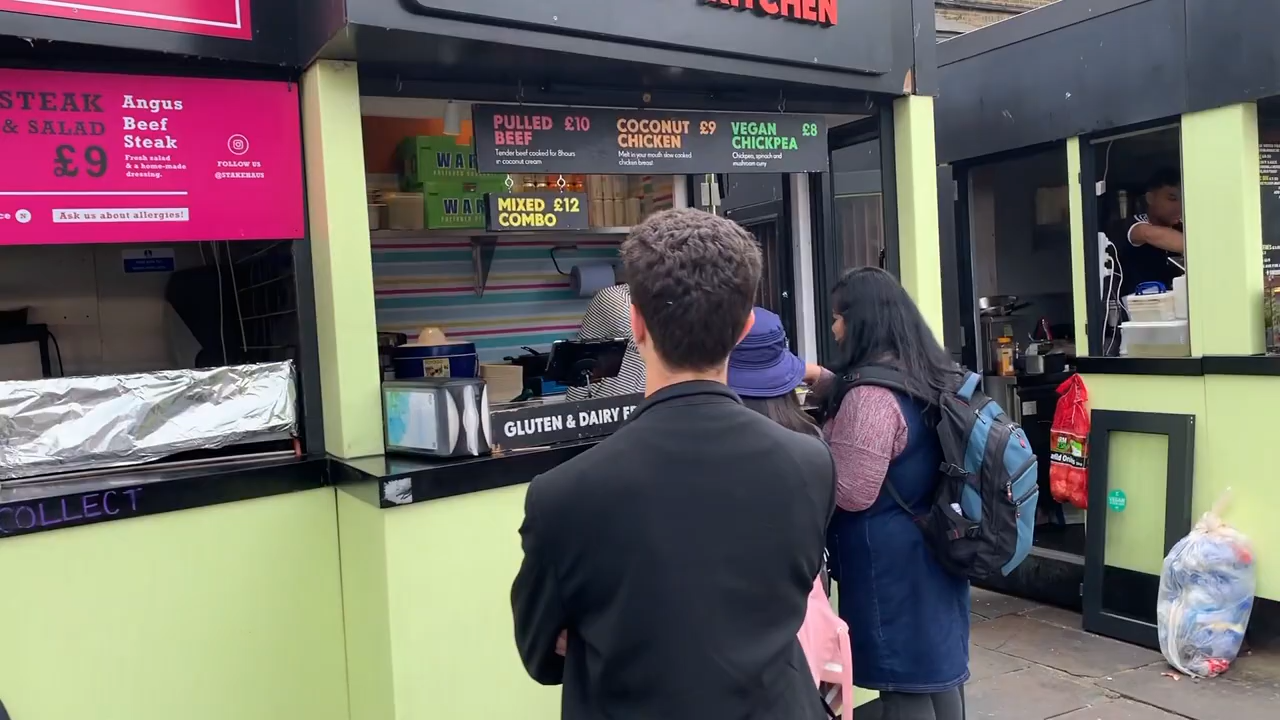 KITCHEN
STEAK
& SALAD
£9
Angus
Beef
Steak
Fresh salad
& a home-made
dressing.
FOLLOW US
@STAKEHAUS
Ask us about allergies!
COLLECT
PULLED £10
BEEF
Tender beef cooked for 8hours
in coconut cream
COCONUT £9
CHICKEN
Melt in your mouth slow cooked
chicken breast
VEGAN £8
CHICKPEA
Chickpeas, spinach and
mushroom curry
MIXED £12
COMBO
GLUTEN & DAIRY
VEGAN